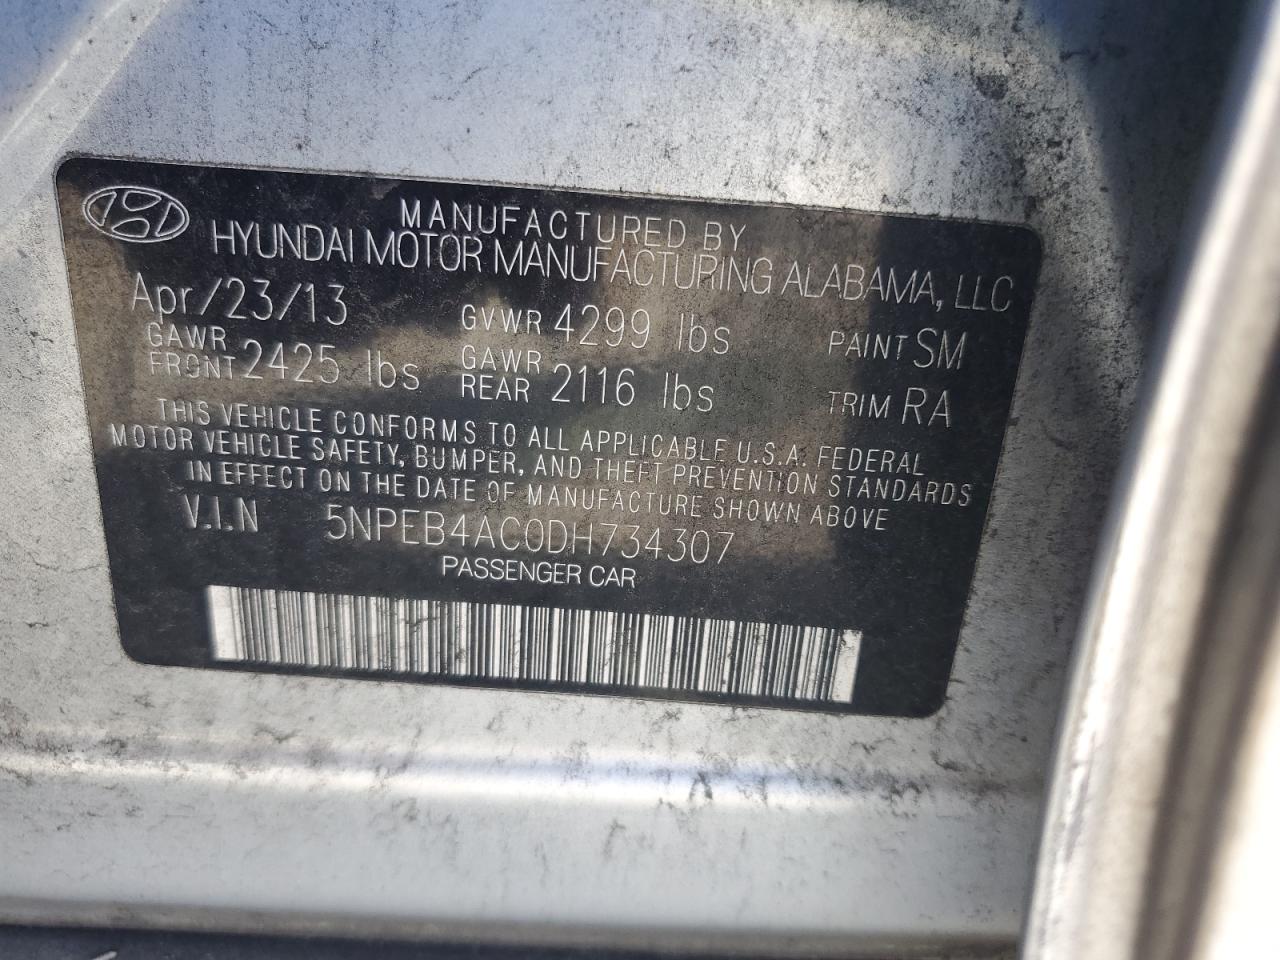 MANUFACTURED BY
HYUNDAI MOTOR MANUFACTURING ALABAMA, LLC
Apr/23/13 GVWR 4299 lbs PAINT SM
GAWR FRONT 2425 lbs GAWR REAR 2116 lbs TRIM RA
THIS VEHICLE CONFORMS TO ALL APPLICABLE U.S.A. FEDERAL
MOTOR VEHICLE SAFETY, BUMPER, AND THEFT PREVENTION STANDARDS
IN EFFECT ON THE DATE OF MANUFACTURE SHOWN ABOVE
V.I.N 5NPEB4AC0DH734307
PASSENGER CAR